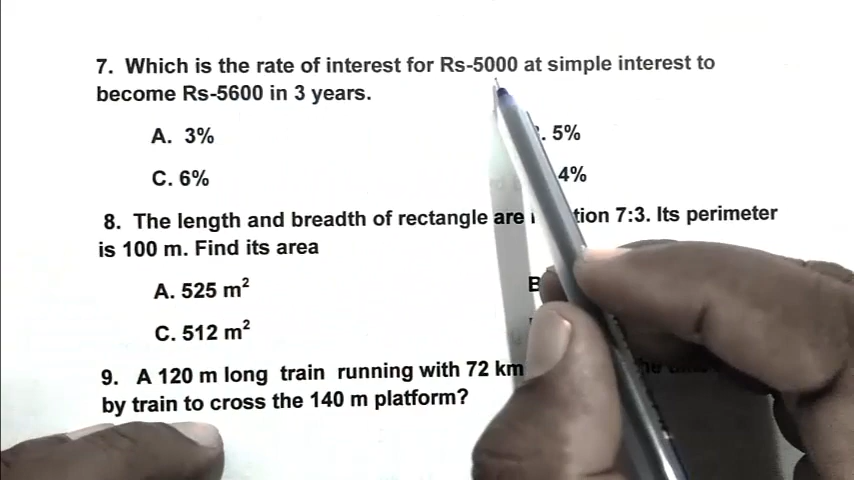 7. Which is the rate of interest for Rs-5000 at simple interest to
become Rs-5600 in 3 years.
A. 3% . 5%
C. 6% 4%
8. The length and breadth of rectangle are tion 7:3. Its perimeter
is 100 m. Find its area
A. 525 m² B
C. 512 m²
9. A 120 m long train running with 72 km
by train to cross the 140 m platform?